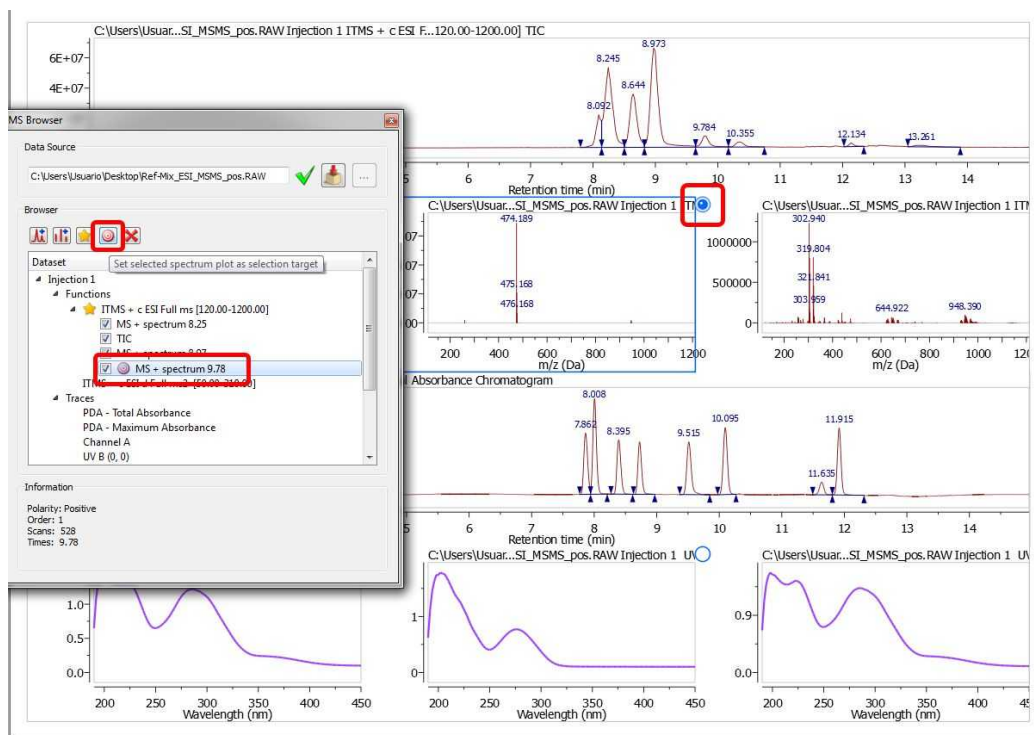 C:\Users\Usuar...SI_MSMS_pos.RAW Injection 1 ITMS + c ESI F...120.00-1200.00] TIC
6E+07
4E+07
8.092
8.245
8.644
8.973
9.784
10.355
12.134
13.261
5 6 7 8 9 10 11 12 13 14
Retention time (min)
MS Browser
Data Source
C:\Users\Usuario\Desktop\Ref-Mix_ESI_MSMS_pos.RAW
...
Browser
Dataset
Set selected spectrum plot as selection target
Injection 1
Functions
ITMS + c ESI Full ms [120.00-1200.00]
MS + spectrum 8.25
TIC
MS + spectrum 8.97
MS + spectrum 9.78
Traces
PDA - Total Absorbance
PDA - Maximum Absorbance
Channel A
UV B (0, 0)
Information
Polarity: Positive
Order: 1
Scans: 528
Times: 9.78
C:\Users\Usuar...SI_MSMS_pos.RAW Injection 1
474.189
475.168
476.168
200 400 600 800 1000 1200
m/z (Da)
C:\Users\Usuar...SI_MSMS_pos.RAW Injection 1 ITM
1000000
500000
0
302.940
319.804
321.841
303.959
644.922
948.390
200 400 600 800 1000
m/z (Da)
Absorbance Chromatogram
7.862
8.008
8.395
9.515
10.095
11.635
11.915
5 6 7 8 9 10 11 12 13 14
Retention time (min)
1.0
0.5
0.0
200 250 300 350 400 450
Wavelength (nm)
C:\Users\Usuar...SI_MSMS_pos.RAW Injection 1 UV
1
0
200 250 300 350 400 450
Wavelength (nm)
C:\Users\Usuar...SI_MSMS_pos.RAW Injection 1 UV
0.9
0.0
200 250 300 350 400 45
Wavelength (nm)